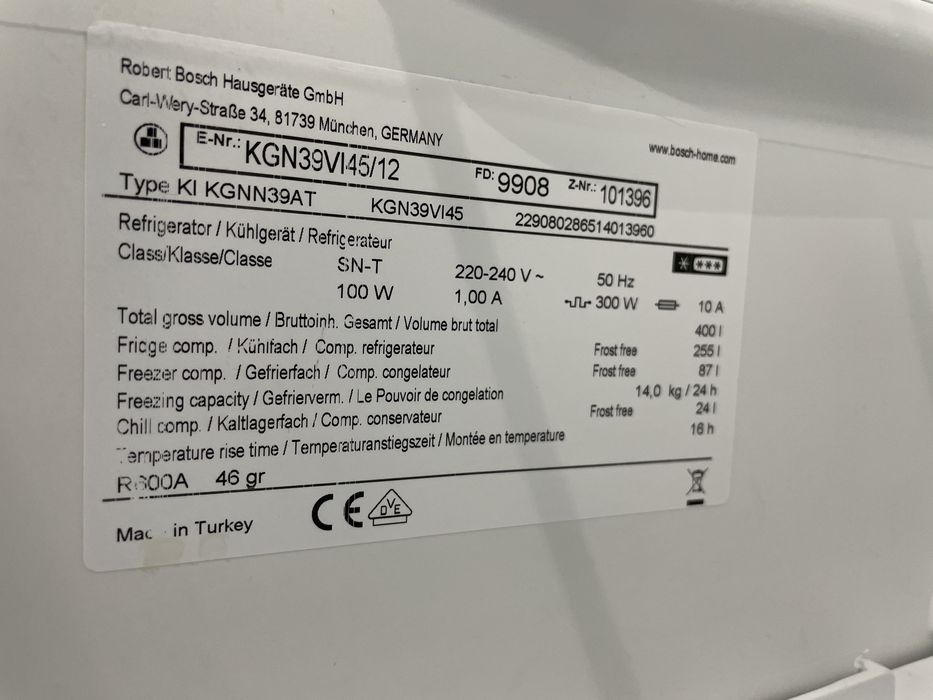 Robert Bosch Hausgeräte GmbH
Carl-Wery-Straße 34, 81739 München, GERMANY
www.bosch-home.com
E-Nr.: KGN39VI45/12 FD: 9908 Z-Nr.: 101396
Type KI KGNN39AT KGN39VI45 229080286514013960
Refrigerator / Kühlgerät / Refrigerateur
Class/Klasse/Classe SN-T 220-240 V ~ 50 Hz
100 W 1,00 A 300 W 10 A
Total gross volume / Bruttoinh. Gesamt / Volume brut total 400 l
Fridge comp. / Kühlfach / Comp. refrigerateur Frost free 255 l
Freezer comp. / Gefrierfach / Comp. congelateur Frost free 87 l
Freezing capacity / Gefrierverm. / Le Pouvoir de congelation 14,0 kg / 24 h
Chill comp. / Kaltlagerfach / Comp. conservateur Frost free 24 l
Temperature rise time / Temperaturanstiegszeit / Montée en temperature 16 h
R600A 46 gr
CE DVE
Made in Turkey